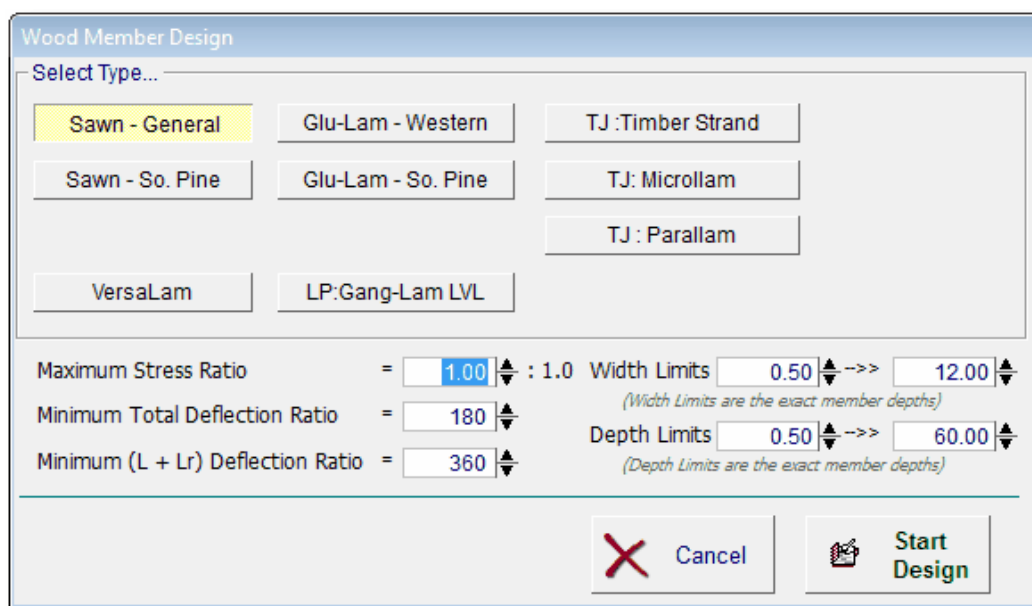 Wood Member Design
Select Type...
Sawn - General
Glu-Lam - Western
TJ :Timber Strand
Sawn - So. Pine
Glu-Lam - So. Pine
TJ: Microllam
TJ : Parallam
VersaLam
LP:Gang-Lam LVL
Maximum Stress Ratio = 1.00 : 1.0 Width Limits 0.50 -->> 12.00
(Width Limits are the exact member depths)
Minimum Total Deflection Ratio = 180
Depth Limits 0.50 -->> 60.00
(Depth Limits are the exact member depths)
Minimum (L + Lr) Deflection Ratio = 360
Cancel
Start
Design